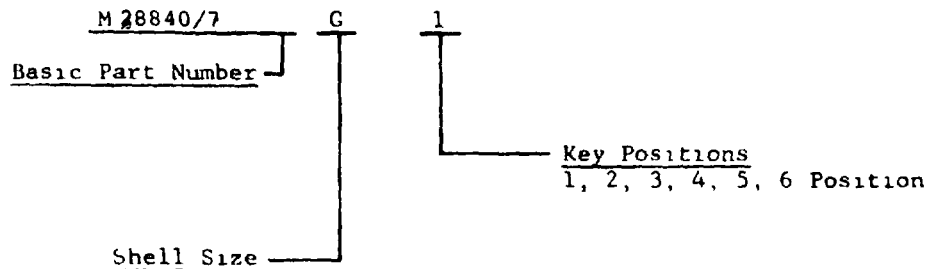 M28840/7 G 1
Basic Part Number
Key Positions
1, 2, 3, 4, 5, 6 Position
Shell Size